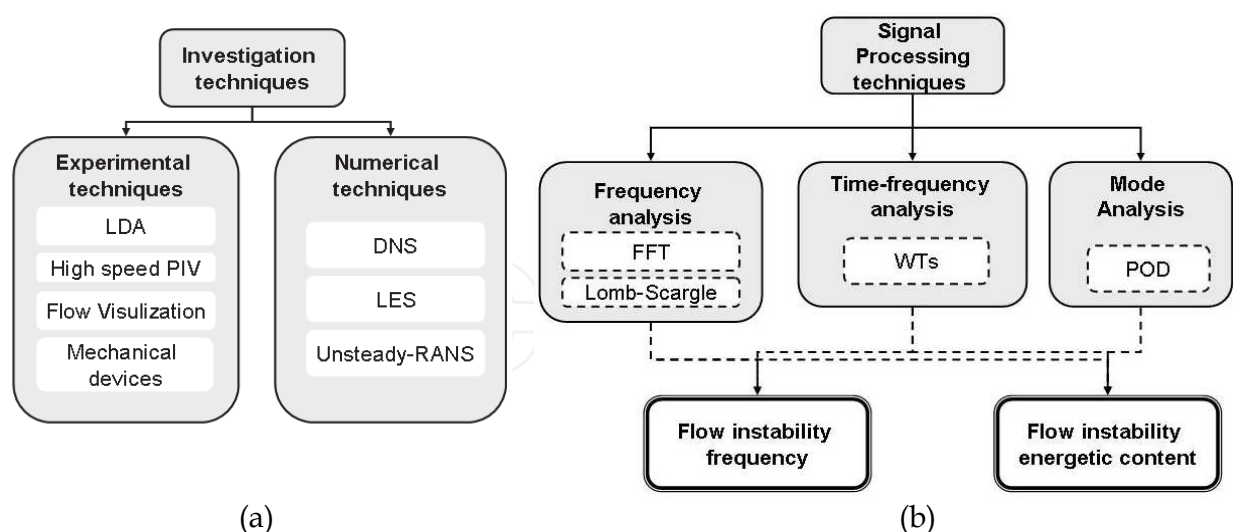 Investigation
techniques
Experimental
techniques
LDA
High speed PIV
Flow Visulization
Mechanical
devices
Numerical
techniques
DNS
LES
Unsteady-RANS
(a)
Signal
Processing
techniques
Frequency
analysis
FFT
Lomb-Scargle
Time-frequency
analysis
WTs
Mode
Analysis
POD
Flow instability
frequency
Flow instability
energetic content
(b)